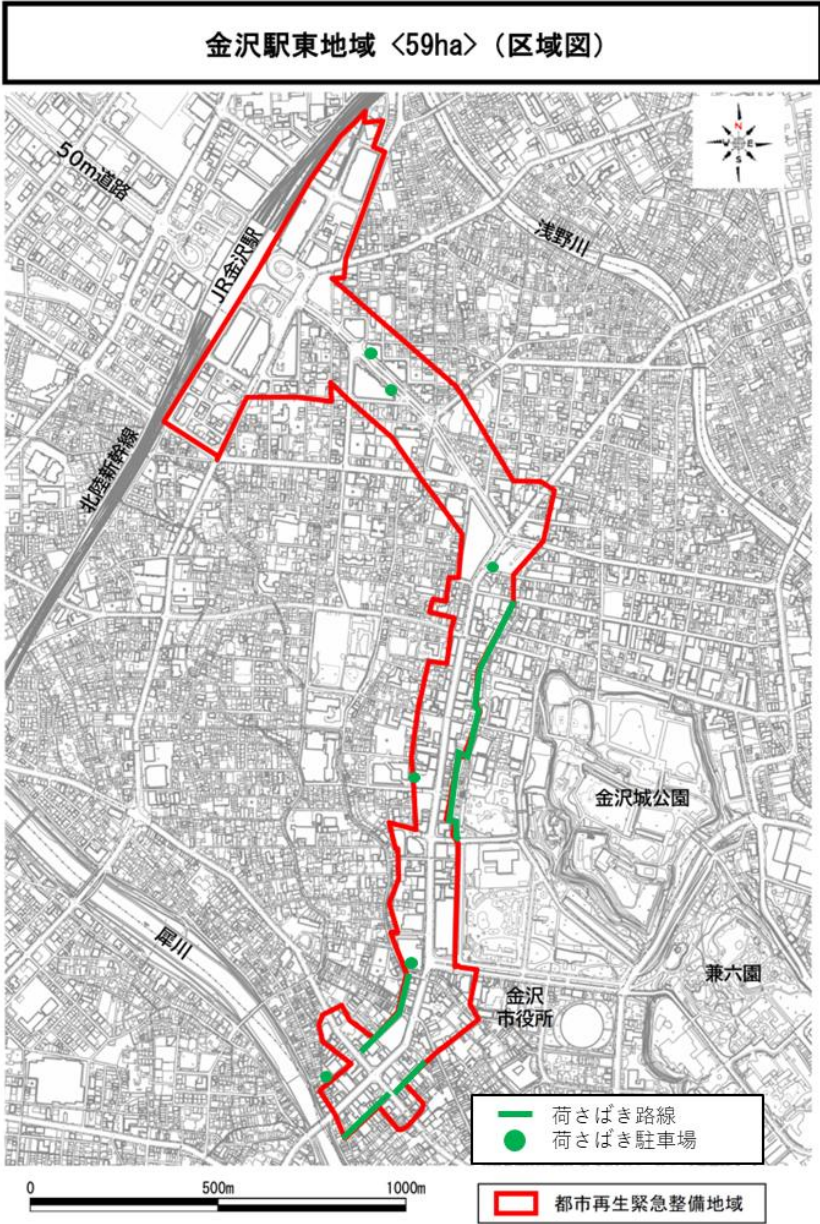 金沢駅東地域 <59ha>（区域図）
N
W E
S
50m道路
浅野川
JR金沢駅
北陸新幹線
金沢城公園
犀川
兼六園
金沢
市役所
荷さばき路線
荷さばき駐車場
0 500m 1000m
都市再生緊急整備地域